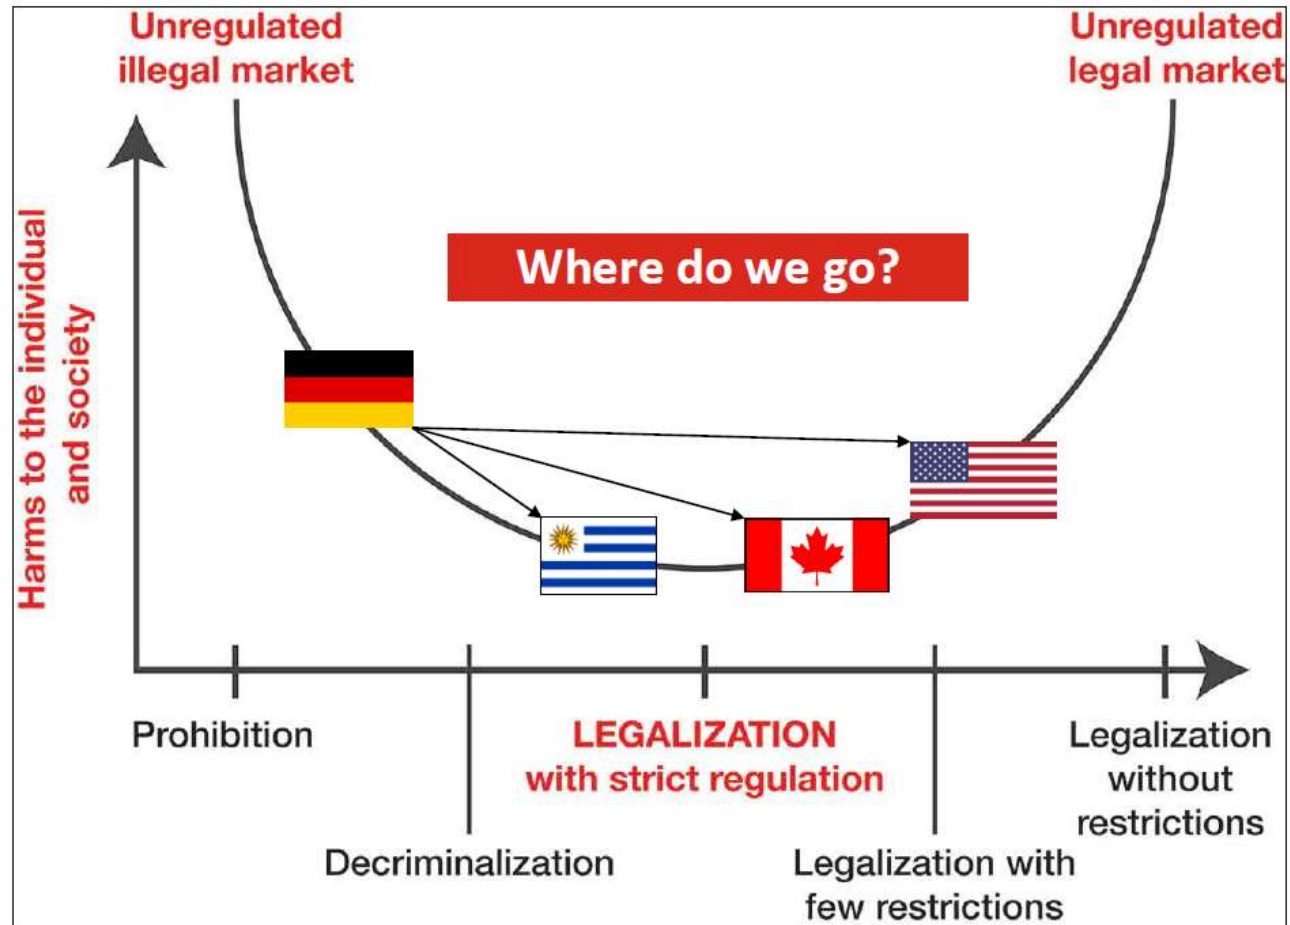 Unregulated
illegal market
Unregulated
legal market
Where do we go?
Harms to the individual
and society
Prohibition
LEGALIZATION
with strict regulation
Legalization
without
restrictions
Decriminalization
Legalization with
few restrictions